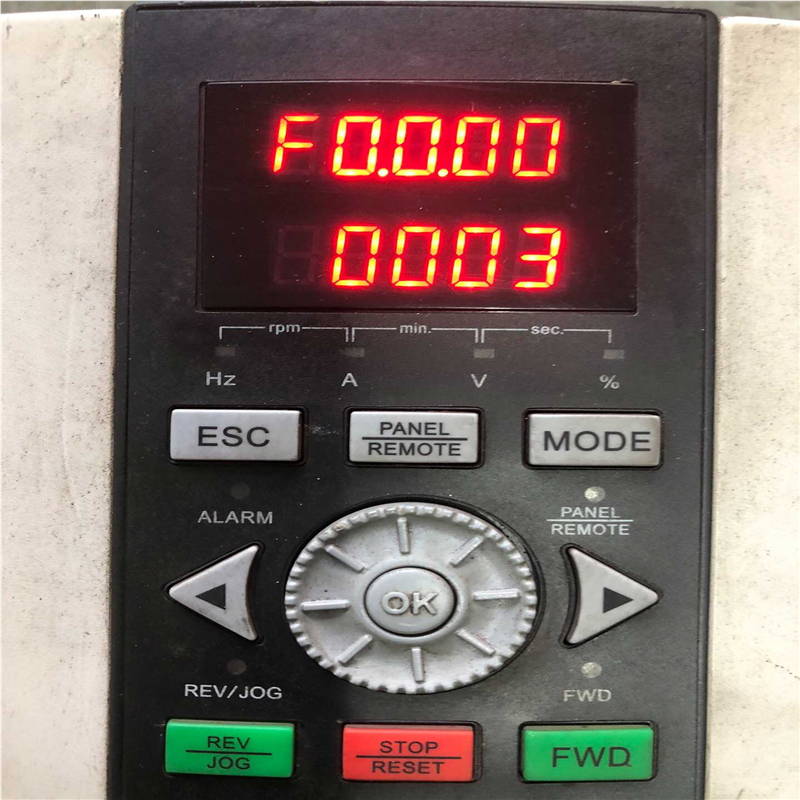 F0.0.00
0003
rpm min. sec.
Hz A V %
ESC PANEL REMOTE MODE
ALARM PANEL REMOTE
OK
REV/JOG FWD
REV JOG STOP RESET FWD